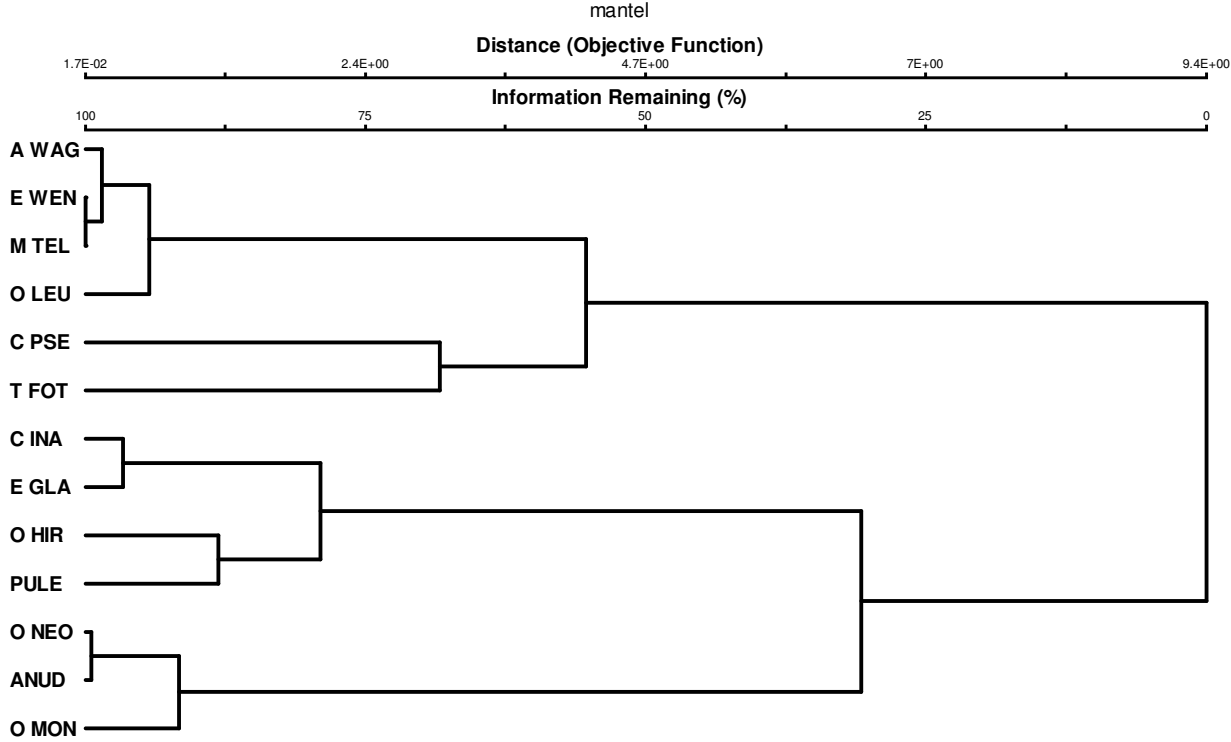 mantel
Distance (Objective Function)
1.7E-02 2.4E+00 4.7E+00 7E+00 9.4E+00
Information Remaining (%)
100 75 50 25 0
A WAG
E WEN
M TEL
O LEU
C PSE
T FOT
C INA
E GLA
O HIR
PULE
O NEO
ANUD
O MON